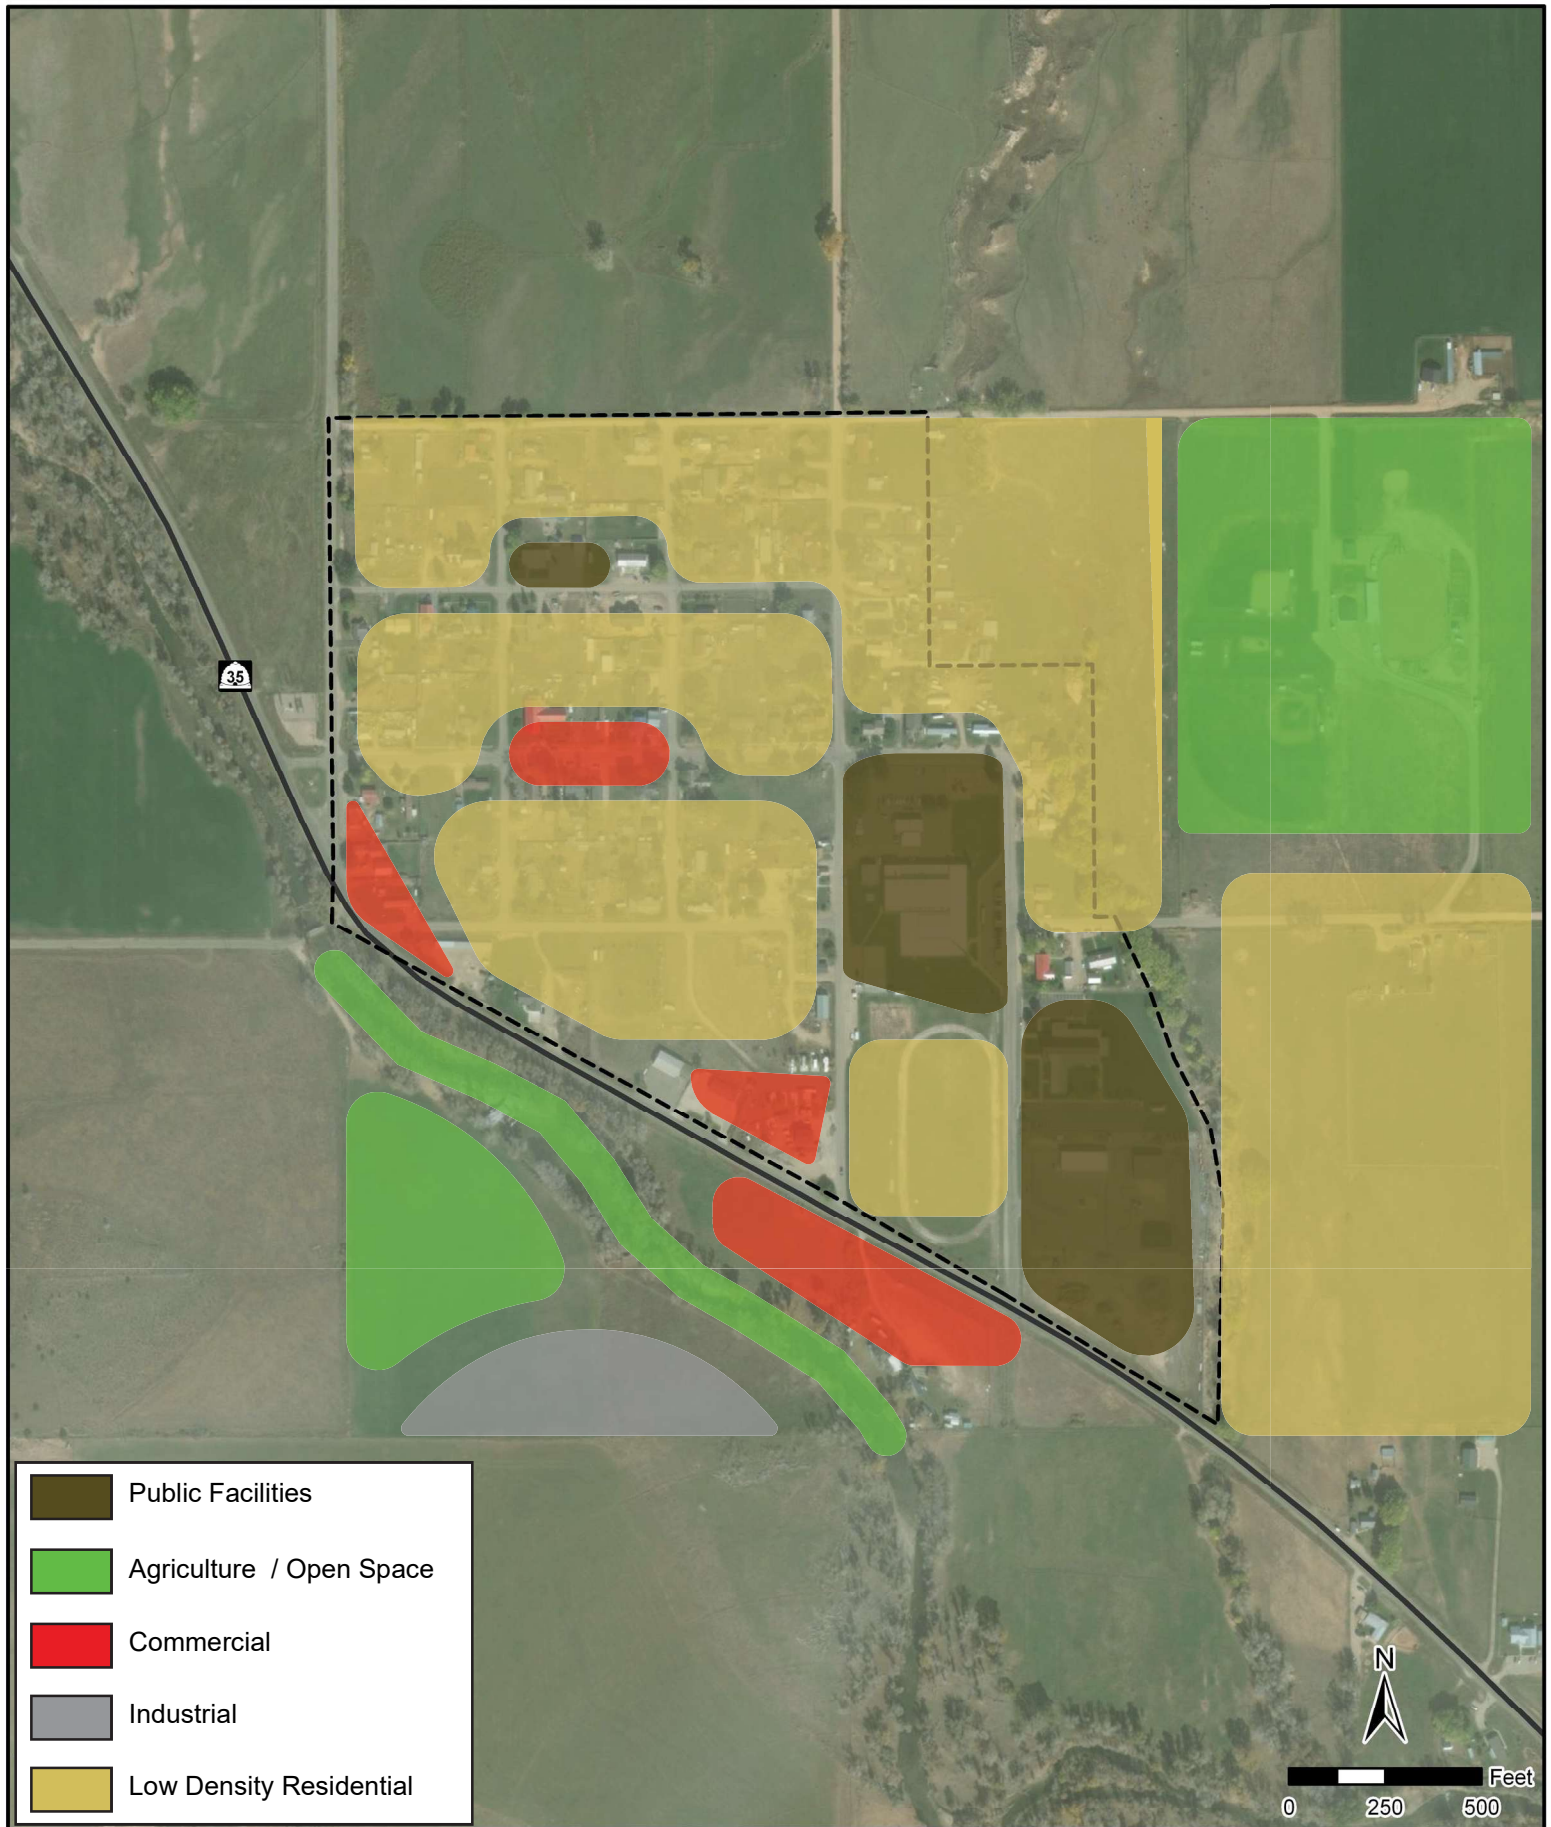 35
Public Facilities
Agriculture / Open Space
Commercial
Industrial
Low Density Residential
N
Feet
0 250 500